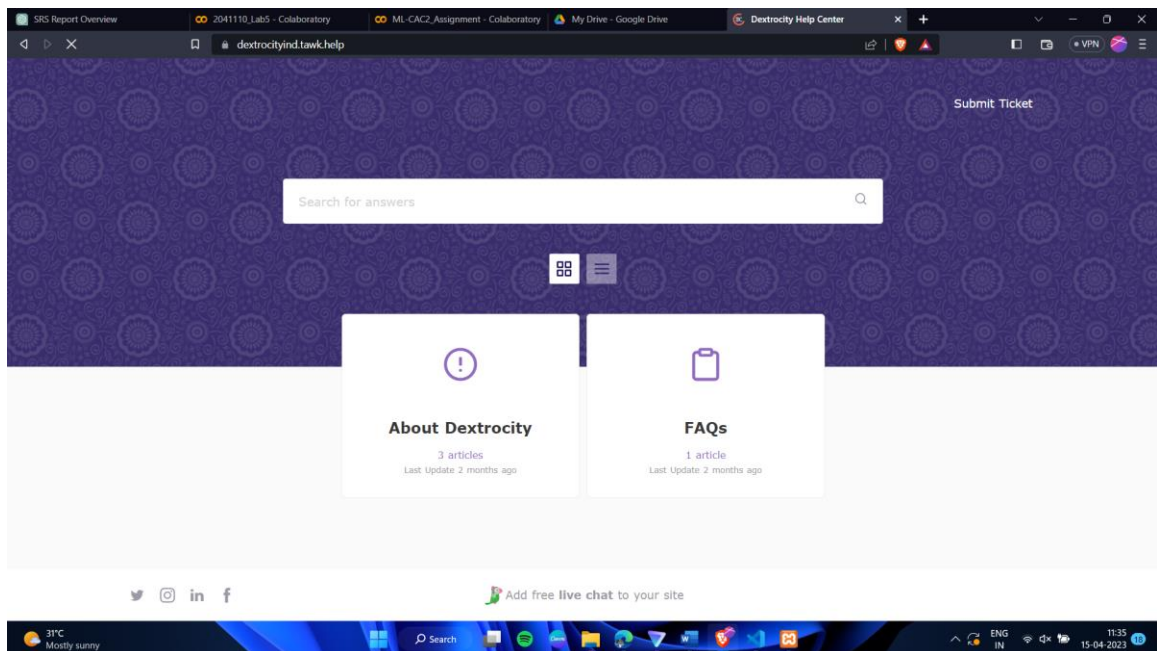 SRS Report Overview
2041110_Lab5 - Colaboratory
ML-CAC2_Assignment - Colaboratory
My Drive - Google Drive
Dextrocity Help Center
dextrocityind.tawk.help
VPN
Submit Ticket
Search for answers
About Dextrocity
3 articles
Last Update 2 months ago
FAQs
1 article
Last Update 2 months ago
Add free live chat to your site
31°C
Mostly sunny
Search
ENG
IN
11:35
15-04-2023
18